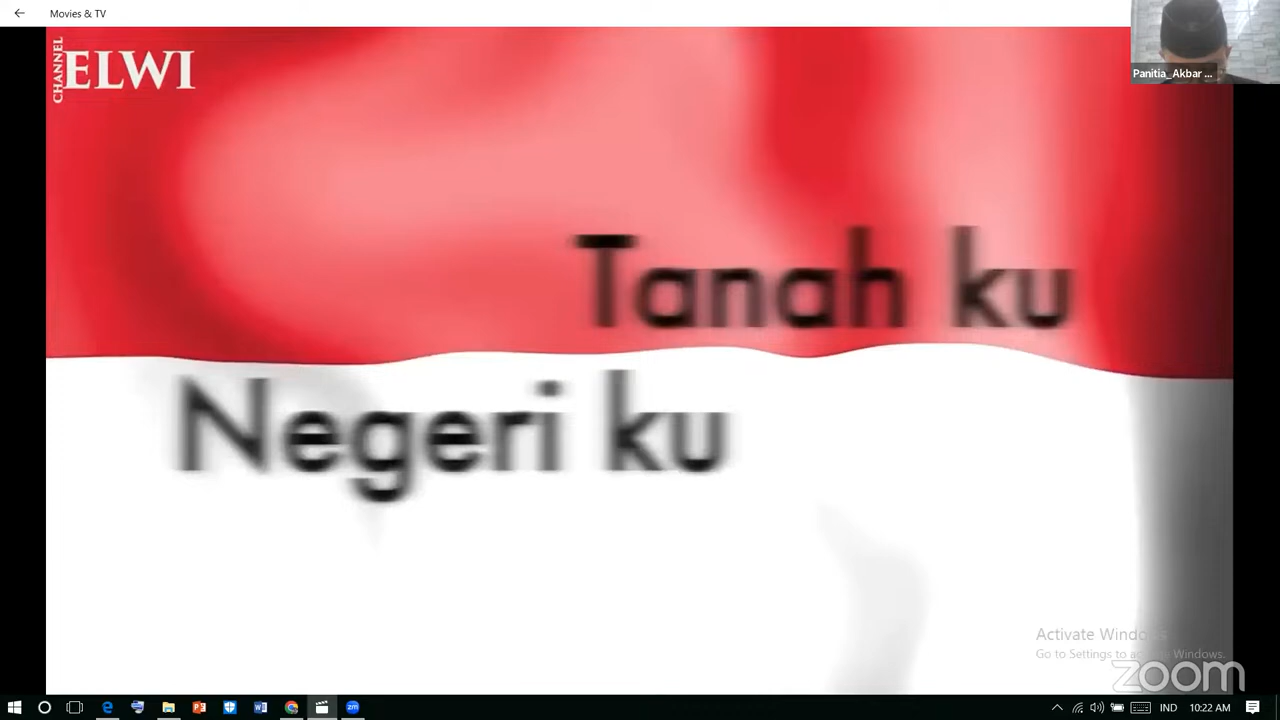 Movies & TV
CHANNEL
ELWI
Panitia_Akbar ...
Tanah ku
Negeri ku
Activate Windows
Go to Settings to activate Windows.
zoom
IND
10:22 AM